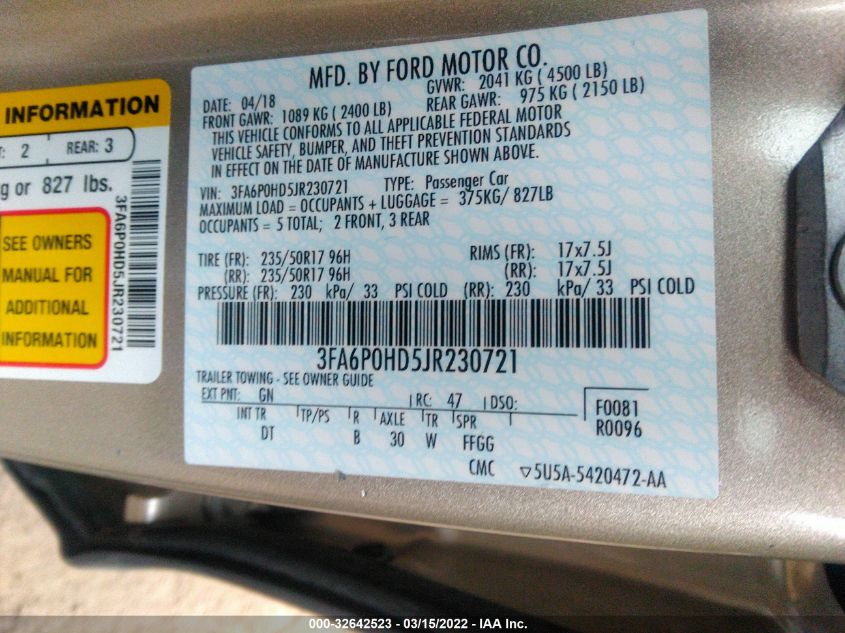 INFORMATION
2 REAR: 3
g or 827 lbs.
SEE OWNERS
MANUAL FOR
ADDITIONAL
INFORMATION
3FA6P0HD5JR230721
MFD. BY FORD MOTOR CO.
DATE: 04/18 GVWR: 2041 KG ( 4500 LB)
FRONT GAWR: 1089 KG ( 2400 LB) REAR GAWR: 975 KG ( 2150 LB)
THIS VEHICLE CONFORMS TO ALL APPLICABLE FEDERAL MOTOR
VEHICLE SAFETY, BUMPER, AND THEFT PREVENTION STANDARDS
IN EFFECT ON THE DATE OF MANUFACTURE SHOWN ABOVE.
VIN: 3FA6P0HD5JR230721 TYPE: Passenger Car
MAXIMUM LOAD = OCCUPANTS + LUGGAGE = 375KG/ 827LB
OCCUPANTS = 5 TOTAL; 2 FRONT, 3 REAR
TIRE (FR): 235/50R17 96H RIMS (FR): 17x7.5J
(RR): 235/50R17 96H (RR): 17x7.5J
PRESSURE (FR): 230 kPa/ 33 PSI COLD (RR): 230 kPa/ 33 PSI COLD
3FA6P0HD5JR230721
TRAILER TOWING - SEE OWNER GUIDE
EXT PNT: GN RC: 47 DSO:
F0081
INT TR TP/PS R AXLE TR SPR
R0096
DT B 30 W FFGG
CMC ▽5U5A-5420472-AA
000-32642523 - 03/15/2022 - IAA Inc.